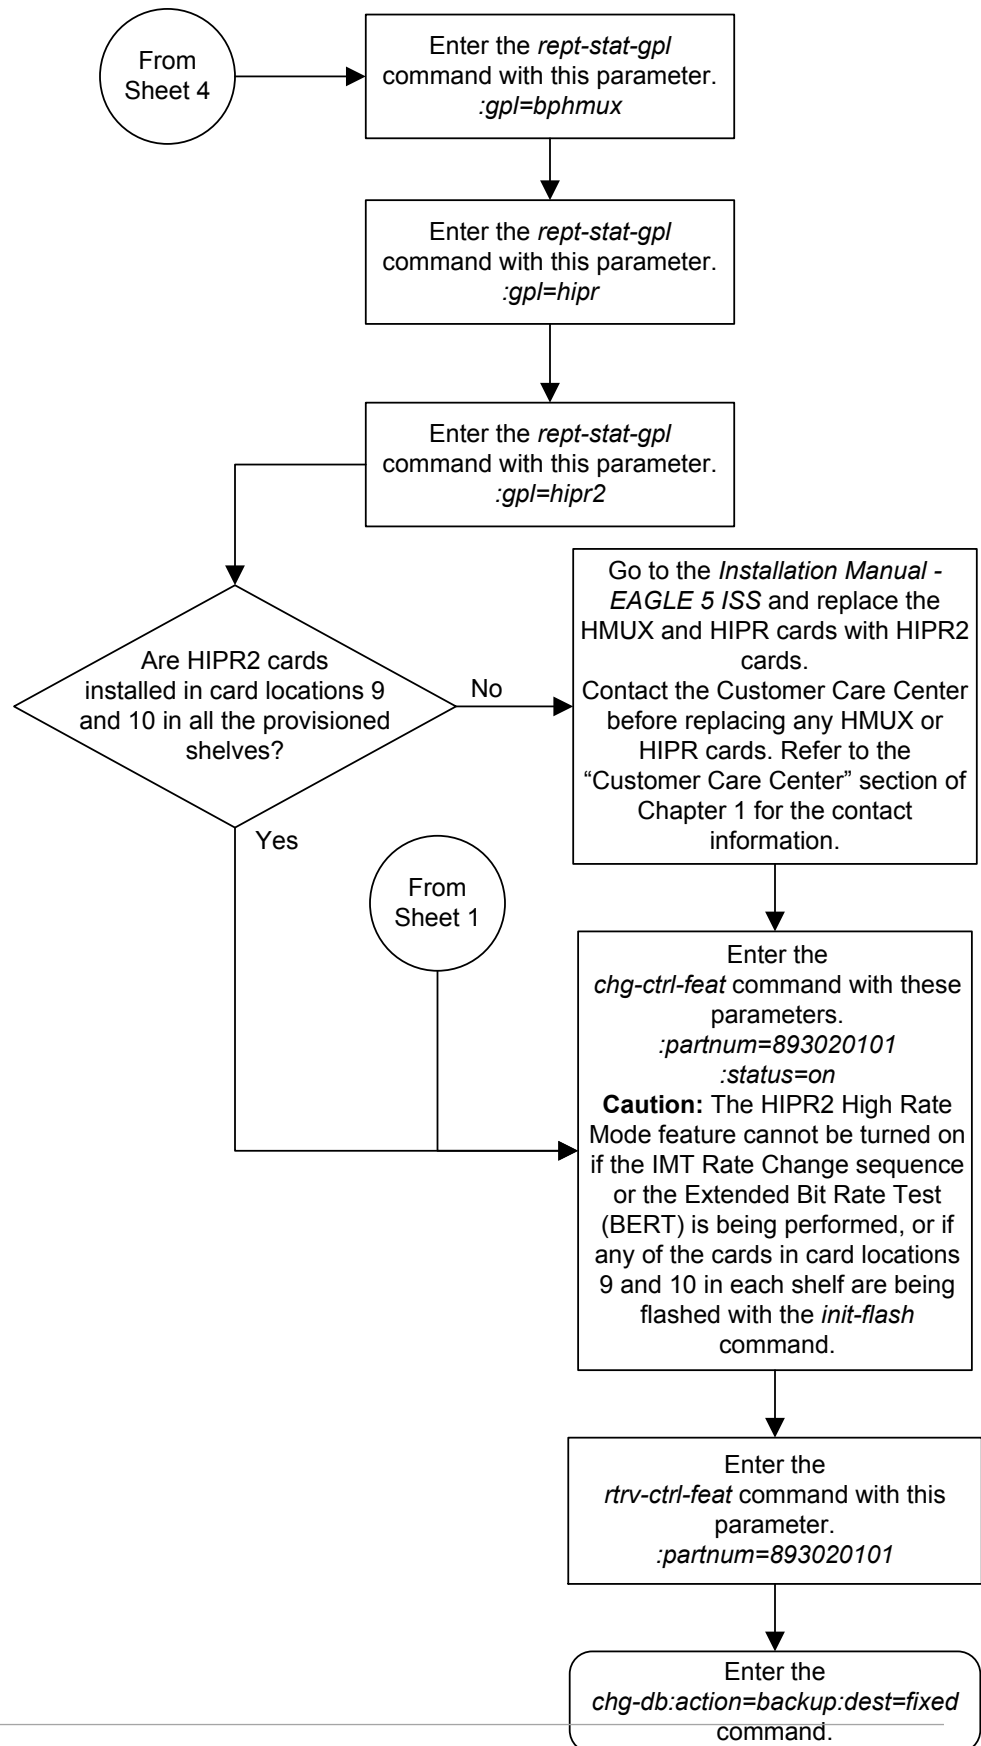 From
Sheet 4
Enter the rept-stat-gpl
command with this parameter.
:gpl=bphmux
Enter the rept-stat-gpl
command with this parameter.
:gpl=hipr
Enter the rept-stat-gpl
command with this parameter.
:gpl=hipr2
Are HIPR2 cards
installed in card locations 9
and 10 in all the provisioned
shelves?
No
Yes
Go to the Installation Manual -
EAGLE 5 ISS and replace the
HMUX and HIPR cards with HIPR2
cards.
Contact the Customer Care Center
before replacing any HMUX or
HIPR cards. Refer to the
“Customer Care Center” section of
Chapter 1 for the contact
information.
From
Sheet 1
Enter the
chg-ctrl-feat command with these
parameters.
:partnum=893020101
:status=on
Caution: The HIPR2 High Rate
Mode feature cannot be turned on
if the IMT Rate Change sequence
or the Extended Bit Rate Test
(BERT) is being performed, or if
any of the cards in card locations
9 and 10 in each shelf are being
flashed with the init-flash
command.
Enter the
rtrv-ctrl-feat command with this
parameter.
:partnum=893020101
Enter the
chg-db:action=backup:dest=fixed
command.